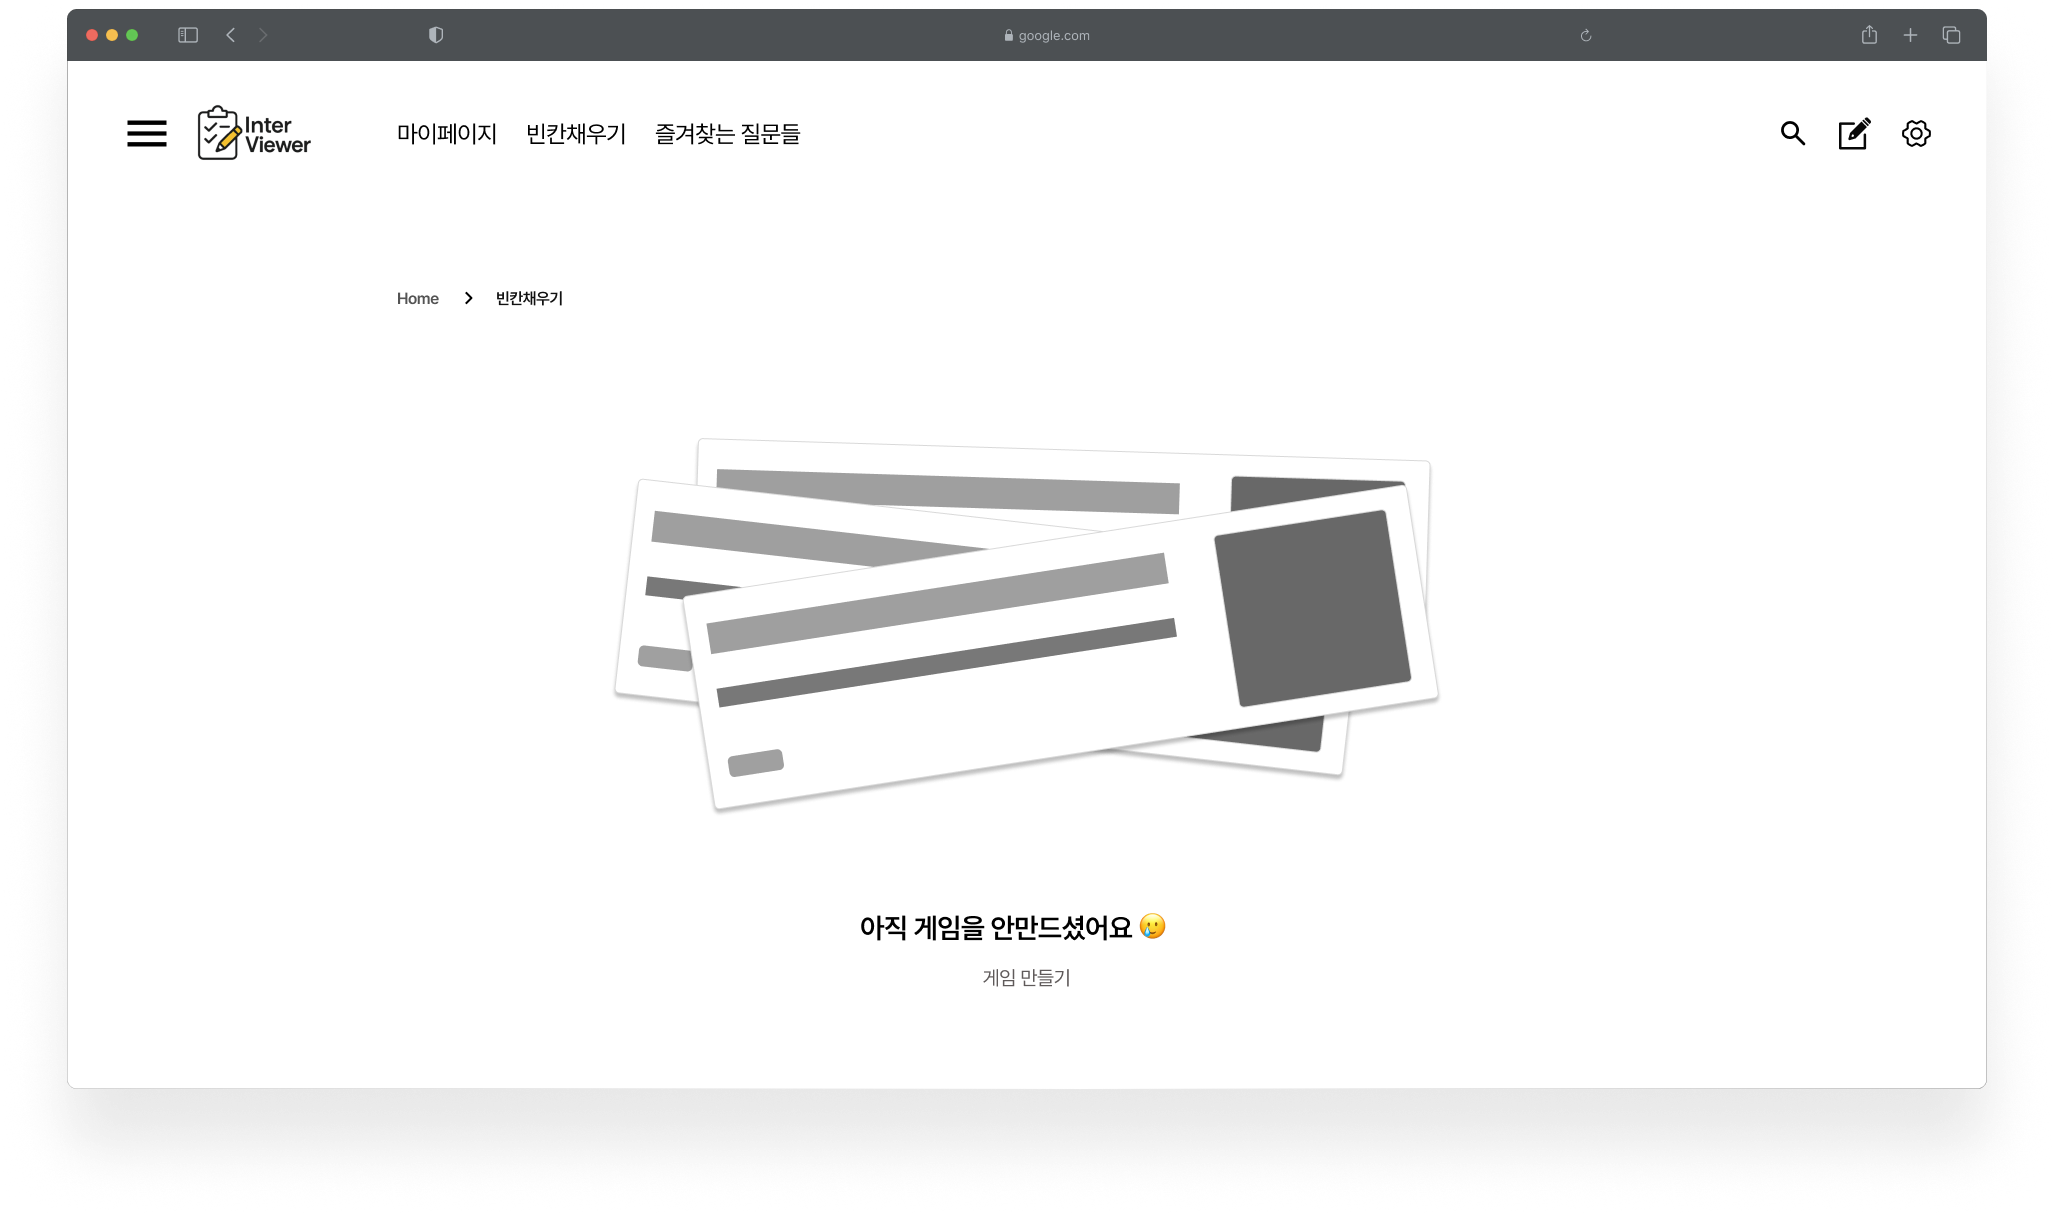 google.com
Inter
Viewer
마이페이지 빈칸채우기 즐겨찾는 질문들
Home > 빈칸채우기
아직 게임을 안만드셨어요 🥲
게임 만들기